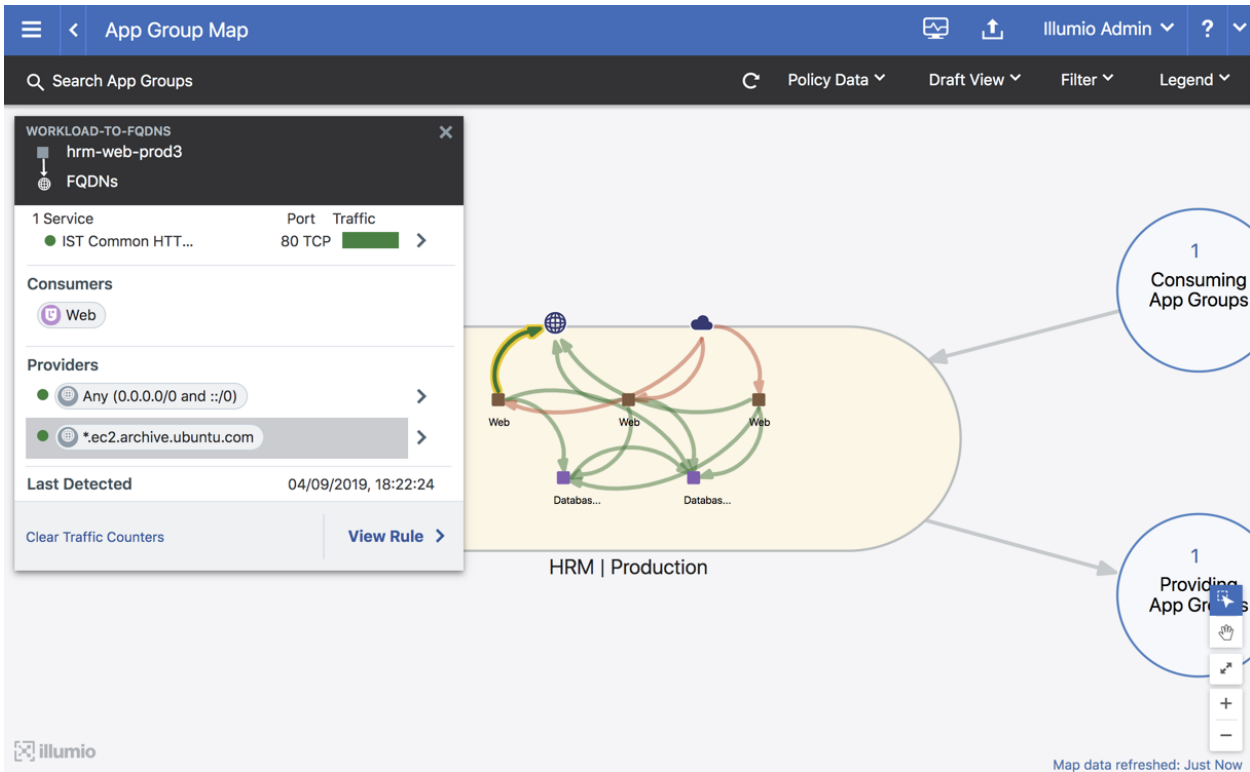 App Group Map
Illumio Admin
?
Search App Groups
Policy Data
Draft View
Filter
Legend
WORKLOAD-TO-FQDNS
hrm-web-prod3
FQDNs
1 Service Port Traffic
IST Common HTT... 80 TCP
Consumers
Web
Providers
Any (0.0.0.0/0 and ::/0)
*.ec2.archive.ubuntu.com
Last Detected 04/09/2019, 18:22:24
Clear Traffic Counters
View Rule
Web
Web
Web
Databas...
Databas...
HRM | Production
1
Consuming
App Groups
1
Providing
App Gr s
illumio
Map data refreshed: Just Now